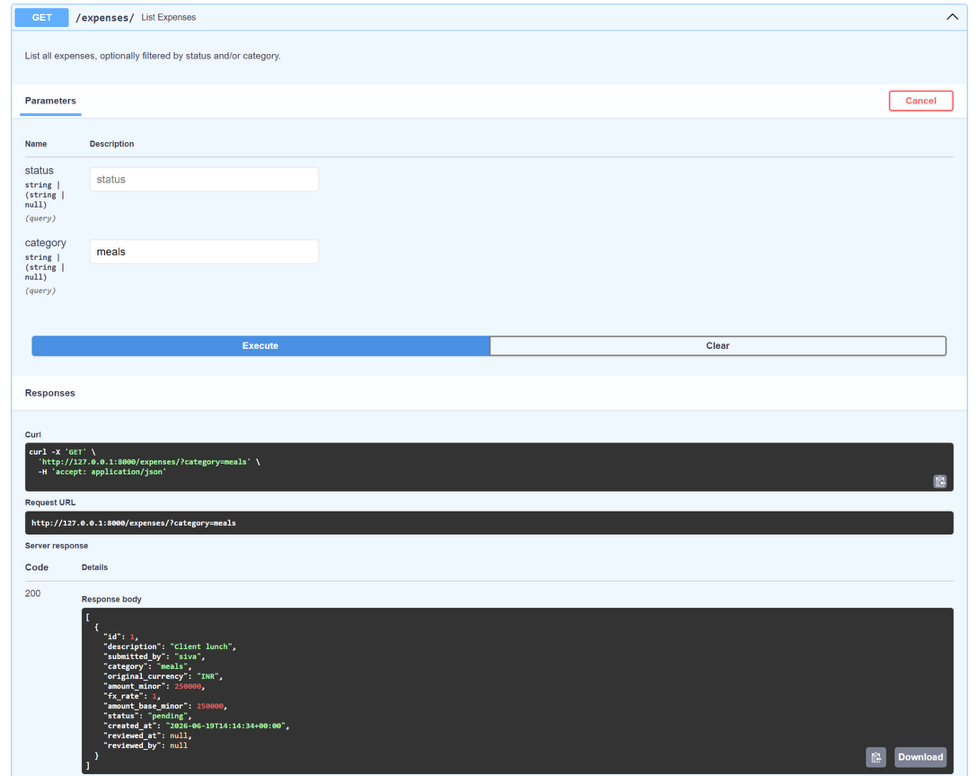 GET /expenses/ List Expenses
List all expenses, optionally filtered by status and/or category.
Parameters
Cancel
Name Description
status
string |
(string |
null)
(query)
status
category
string |
(string |
null)
(query)
meals
Execute
Clear
Responses
Curl
curl -X 'GET' \
  'http://127.0.0.1:8000/expenses/?category=meals' \
  -H 'accept: application/json'
Request URL
http://127.0.0.1:8000/expenses/?category=meals
Server response
Code Details
200
Response body
[
  {
    "id": 1,
    "description": "Client lunch",
    "submitted_by": "siva",
    "category": "meals",
    "original_currency": "INR",
    "amount_minor": 250000,
    "fx_rate": 1,
    "amount_base_minor": 250000,
    "status": "pending",
    "created_at": "2026-06-19T14:14:34+00:00",
    "reviewed_at": null,
    "reviewed_by": null
  }
]
Download